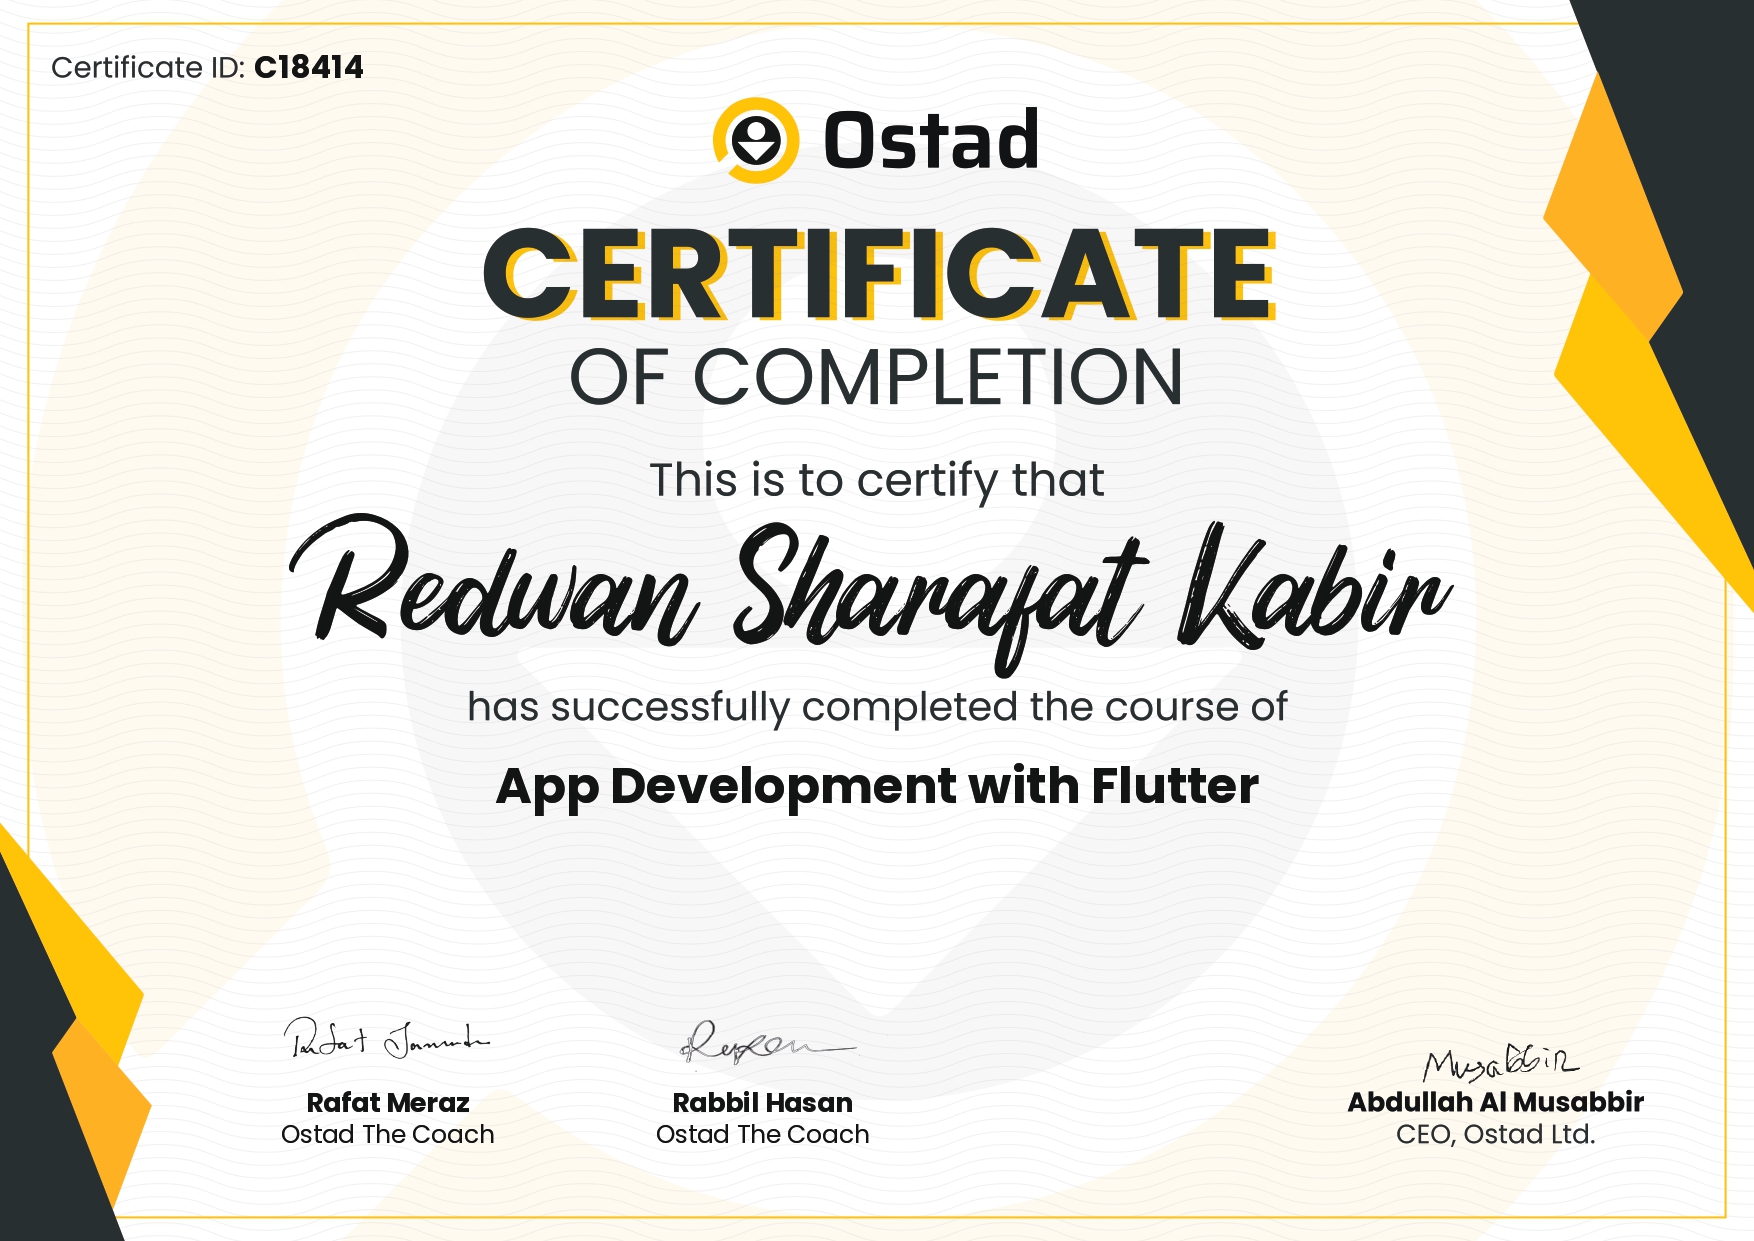 Certificate ID: C18414
Ostad
CERTIFICATE
OF COMPLETION
This is to certify that
Redwan Sharafat Kabir
has successfully completed the course of
App Development with Flutter
Musabbir
Rafat Meraz
Ostad The Coach
Rabbil Hasan
Ostad The Coach
Abdullah Al Musabbir
CEO, Ostad Ltd.